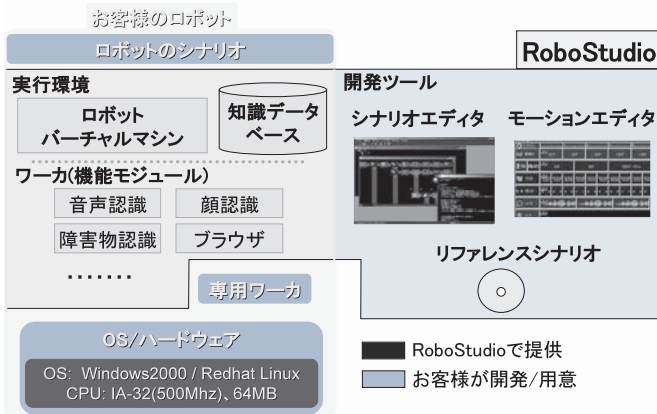 お客様のロボット
ロボットのシナリオ
RoboStudio
実行環境
ロボット
バーチャルマシン
知識データ
ベース
ワーカ(機能モジュール)
音声認識
顔認識
障害物認識
ブラウザ
・・・・・・・
専用ワーカ
OS/ハードウェア
OS: Windows2000 / Redhat Linux
CPU: IA-32(500Mhz)、64MB
開発ツール
シナリオエディタ
モーションエディタ
リファレンスシナリオ
RoboStudioで提供
お客様が開発/用意